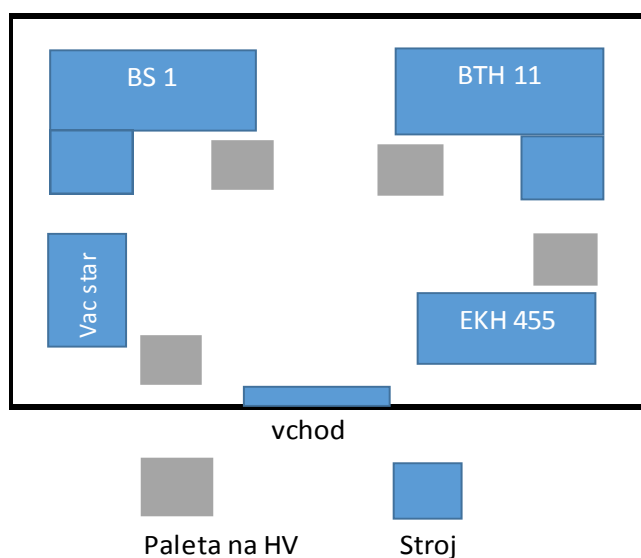 BS 1
BTH 11
Vac star
EKH 455
vchod
Paleta na HV
Stroj